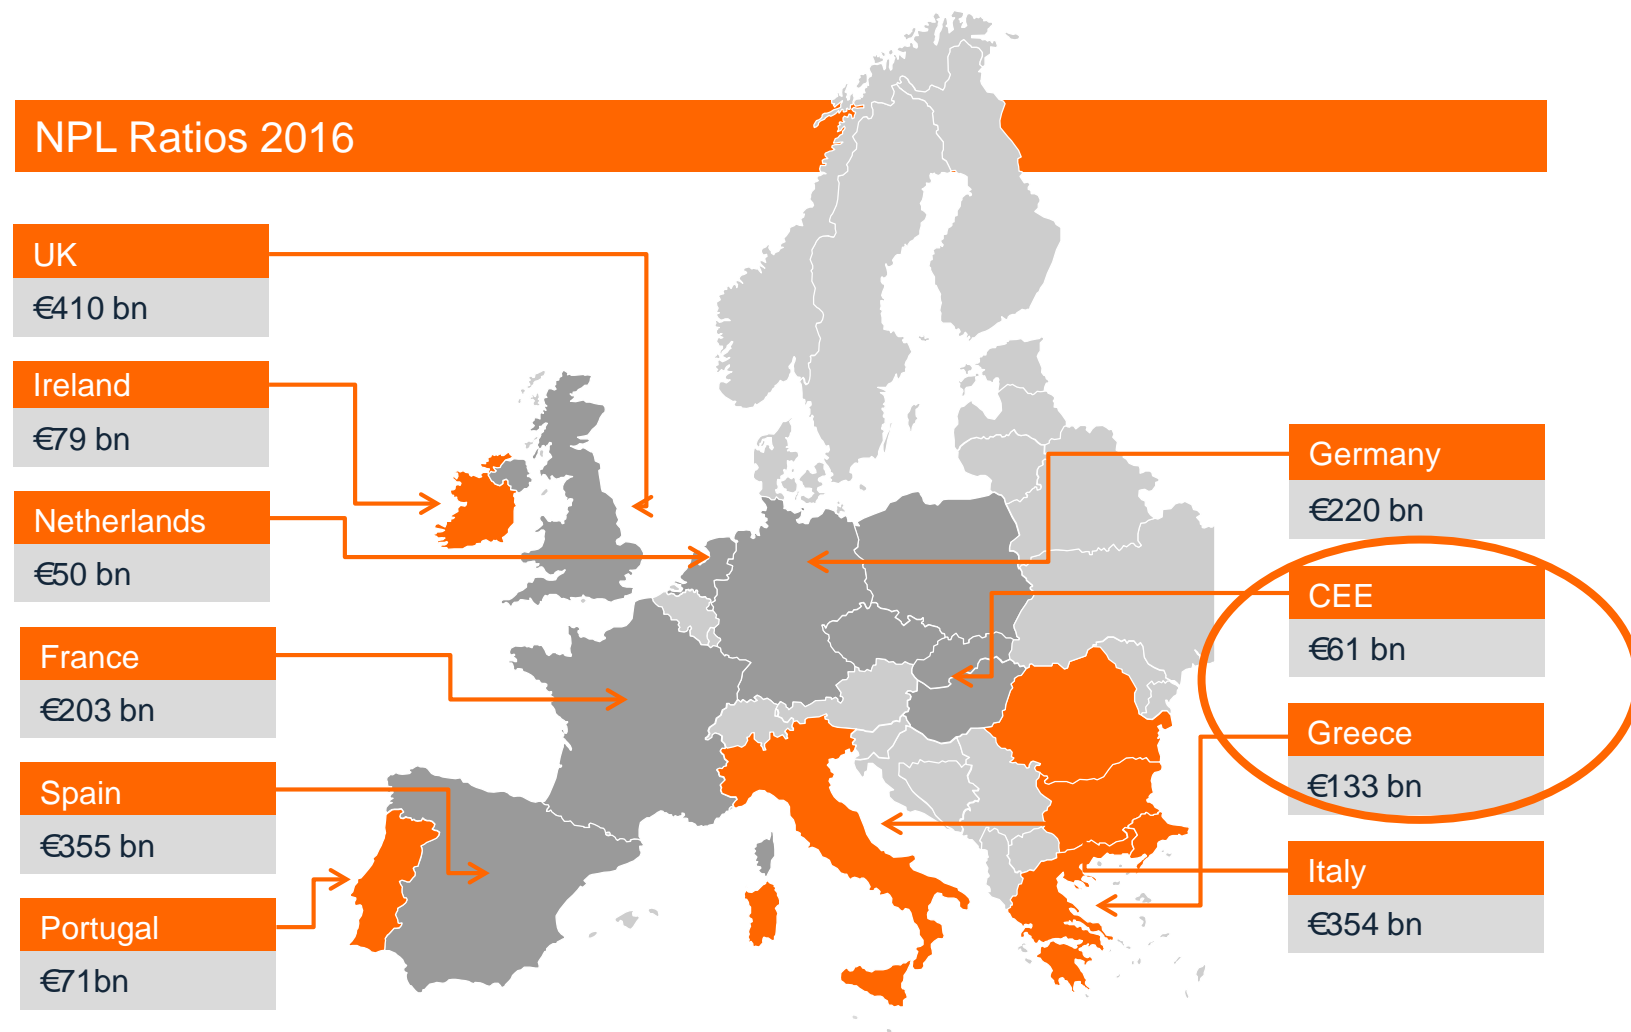 NPL Ratios 2016
UK
€410 bn
Ireland
€79 bn
Netherlands
€50 bn
France
€203 bn
Spain
€355 bn
Portugal
€71bn
Germany
€220 bn
CEE
€61 bn
Greece
€133 bn
Italy
€354 bn